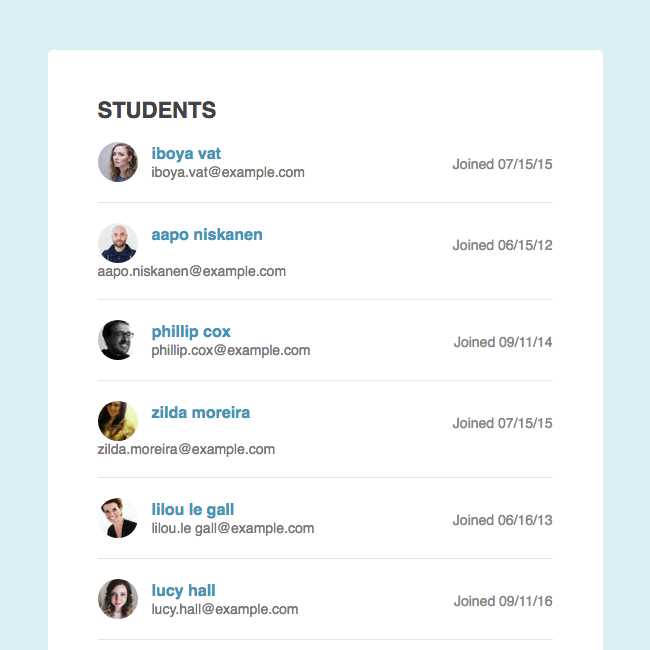 STUDENTS
iboya vat
iboya.vat@example.com
Joined 07/15/15
aapo niskanen
Joined 06/15/12
aapo.niskanen@example.com
phillip cox
phillip.cox@example.com
Joined 09/11/14
zilda moreira
Joined 07/15/15
zilda.moreira@example.com
lilou le gall
lilou.le gall@example.com
Joined 06/16/13
lucy hall
lucy.hall@example.com
Joined 09/11/16